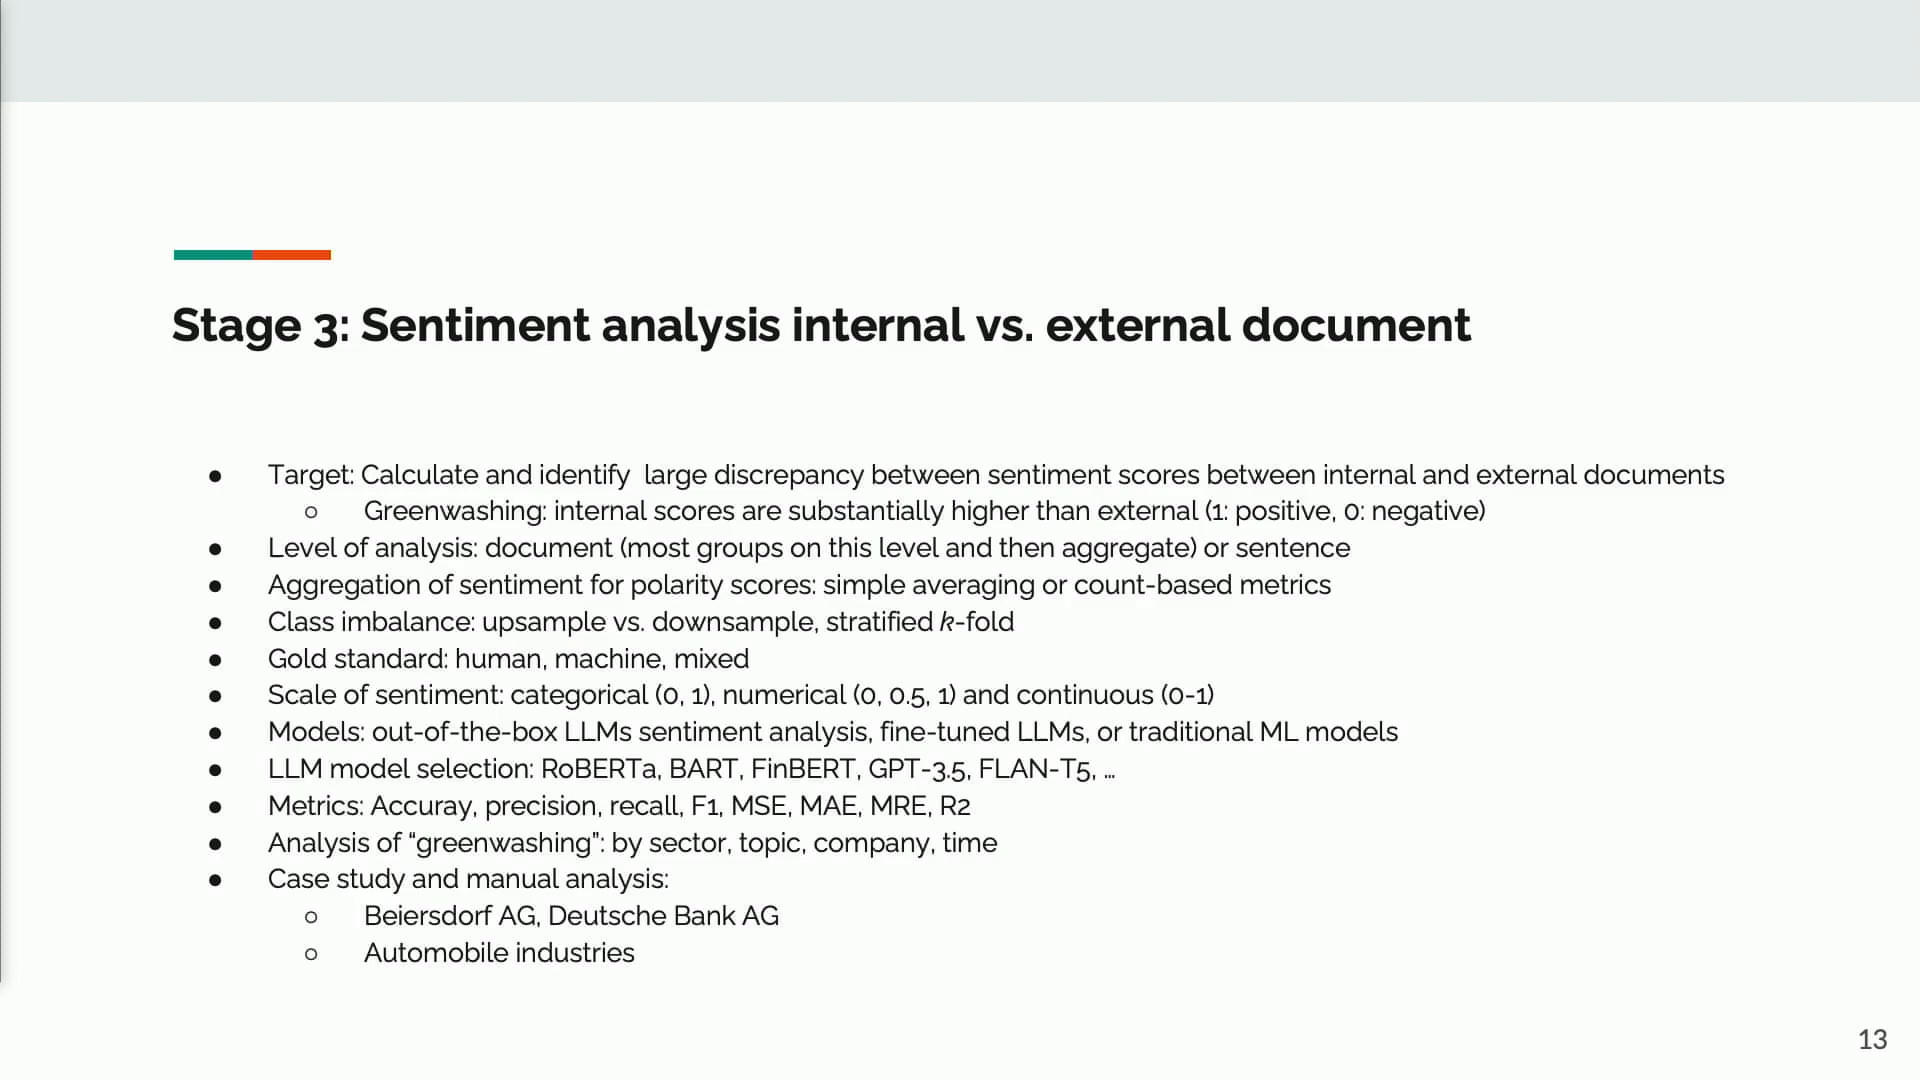 Stage 3: Sentiment analysis internal vs. external document
● Target: Calculate and identify  large discrepancy between sentiment scores between internal and external documents
○ Greenwashing: internal scores are substantially higher than external (1: positive, 0: negative)
● Level of analysis: document (most groups on this level and then aggregate) or sentence
● Aggregation of sentiment for polarity scores: simple averaging or count-based metrics
● Class imbalance: upsample vs. downsample, stratified k-fold
● Gold standard: human, machine, mixed
● Scale of sentiment: categorical (0, 1), numerical (0, 0.5, 1) and continuous (0-1)
● Models: out-of-the-box LLMs sentiment analysis, fine-tuned LLMs, or traditional ML models
● LLM model selection: RoBERTa, BART, FinBERT, GPT-3.5, FLAN-T5, …
● Metrics: Accuray, precision, recall, F1, MSE, MAE, MRE, R2
● Analysis of “greenwashing”: by sector, topic, company, time
● Case study and manual analysis:
○ Beiersdorf AG, Deutsche Bank AG
○ Automobile industries
13